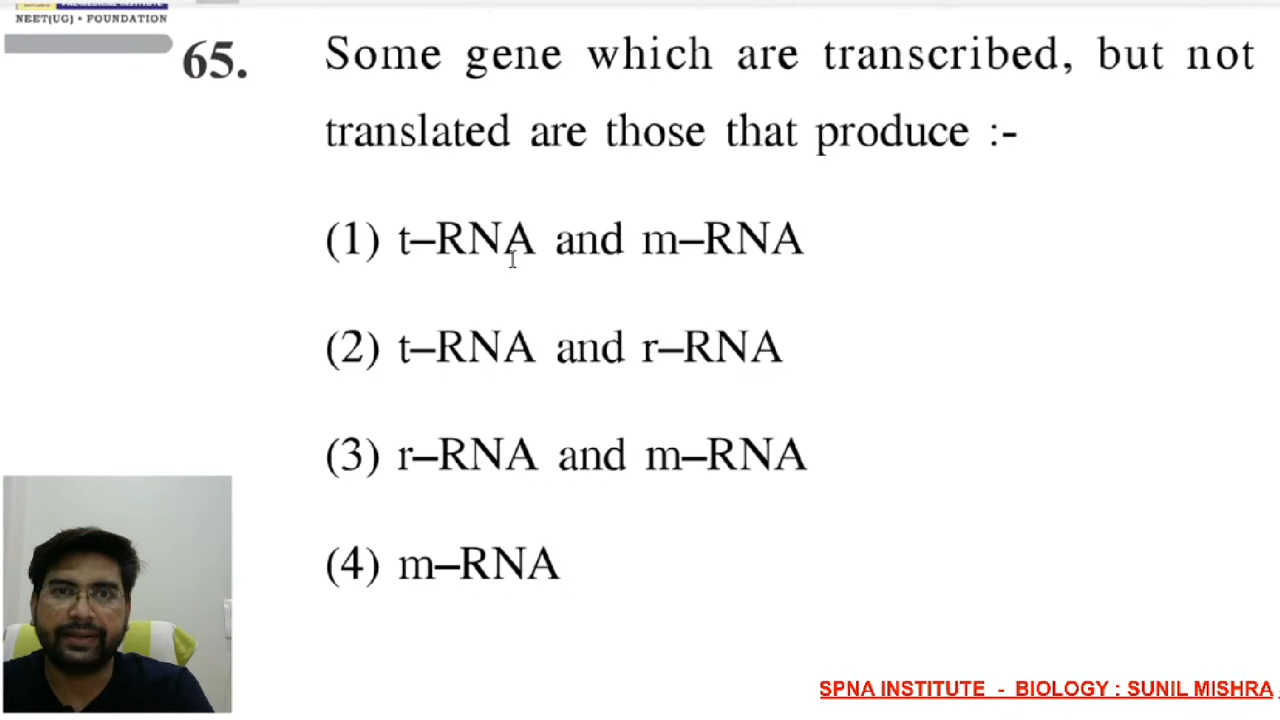 NEET(UG) • FOUNDATION
65. Some gene which are transcribed, but not
translated are those that produce :-
(1) t–RNA and m–RNA
(2) t–RNA and r–RNA
(3) r–RNA and m–RNA
(4) m–RNA
SPNA INSTITUTE - BIOLOGY : SUNIL MISHRA